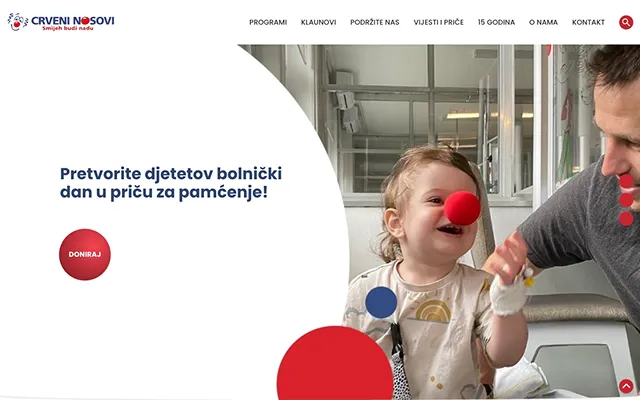 CRVENI NOSOVI
Smijeh budi nadu
PROGRAMI KLAUNOVI PODRŽITE NAS VIJESTI I PRIČE 15 GODINA O NAMA KONTAKT
Pretvorite djetetov bolnički
dan u priču za pamćenje!
DONIRAJ